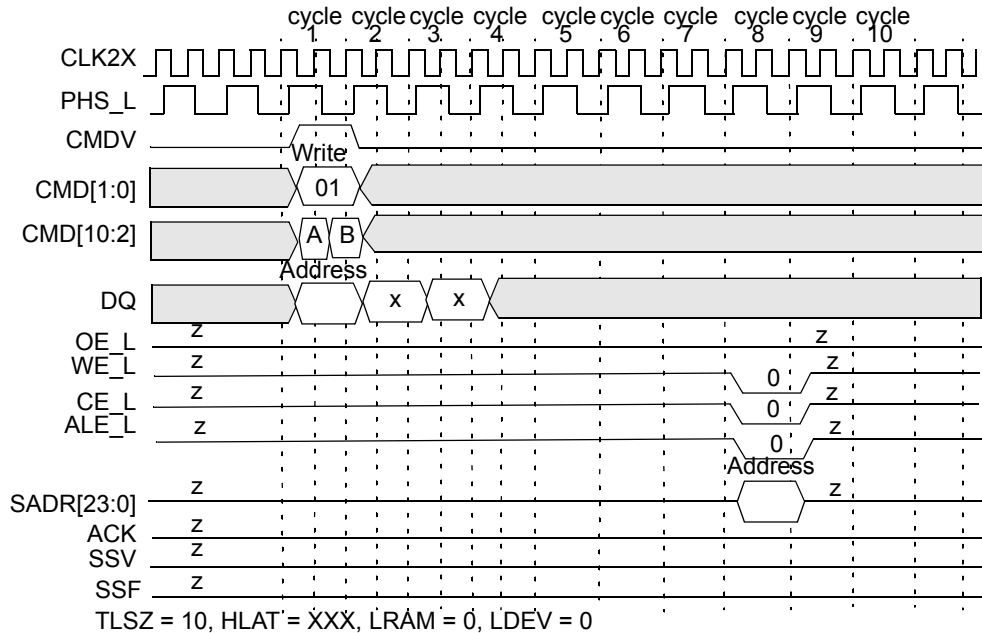 cycle cycle cycle cycle cycle cycle cycle cycle cycle cycle
1 2 3 4 5 6 7 8 9 10
CLK2X
PHS_L
CMDV
Write
CMD[1:0] 01
CMD[10:2] A B
Address
DQ x x
OE_L z z
WE_L z 0 z
CE_L z 0 z
ALE_L z 0 z
Address
SADR[23:0] z z
ACK z
SSV z
SSF z
TLSZ = 10, HLAT = XXX, LRAM = 0, LDEV = 0